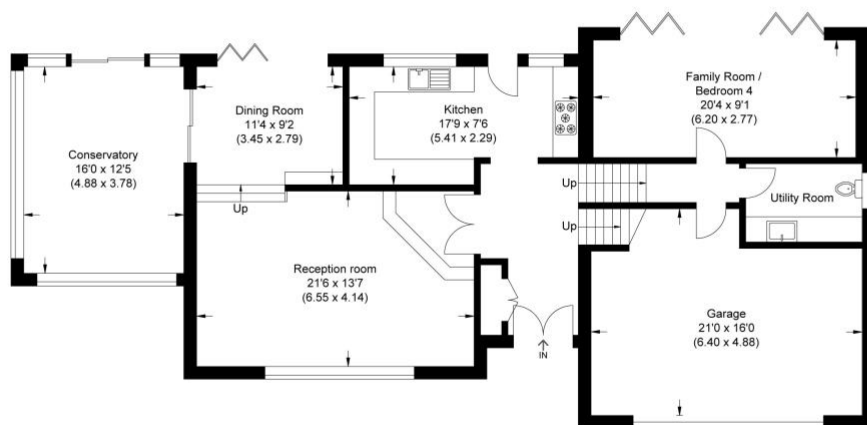 Conservatory
16'0 x 12'5
(4.88 x 3.78)
Dining Room
11'4 x 9'2
(3.45 x 2.79)
Up
Kitchen
17'9 x 7'6
(5.41 x 2.29)
Family Room /
Bedroom 4
20'4 x 9'1
(6.20 x 2.77)
Up
Utility Room
Up
Reception room
21'6 x 13'7
(6.55 x 4.14)
Garage
21'0 x 16'0
(6.40 x 4.88)
IN